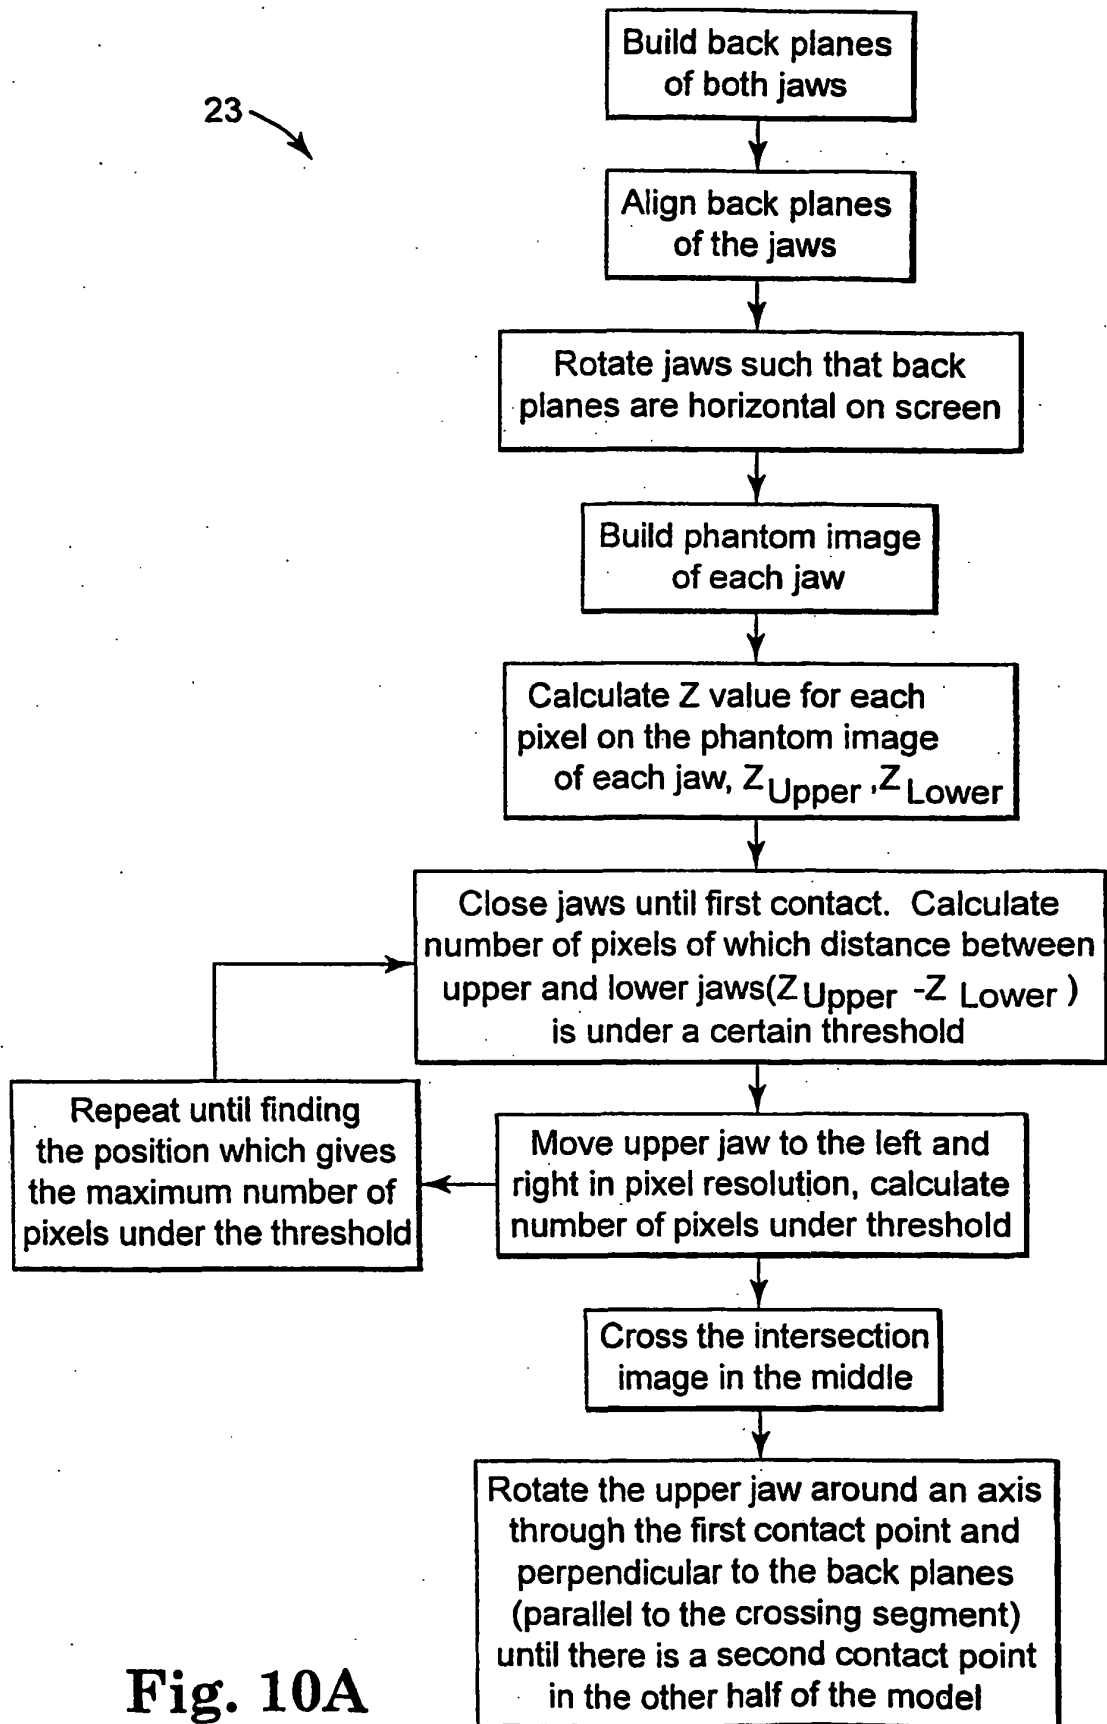 Build back planes
of both jaws
23
Align back planes
of the jaws
Rotate jaws such that back
planes are horizontal on screen
Build phantom image
of each jaw
Calculate Z value for each
pixel on the phantom image
of each jaw, Z Upper ,Z Lower
Close jaws until first contact. Calculate
number of pixels of which distance between
upper and lower jaws(Z Upper -Z Lower )
is under a certain threshold
Repeat until finding
the position which gives
the maximum number of
pixels under the threshold
Move upper jaw to the left and
right in pixel resolution, calculate
number of pixels under threshold
Cross the intersection
image in the middle
Rotate the upper jaw around an axis
through the first contact point and
perpendicular to the back planes
(parallel to the crossing segment)
until there is a second contact point
in the other half of the model
Fig. 10A